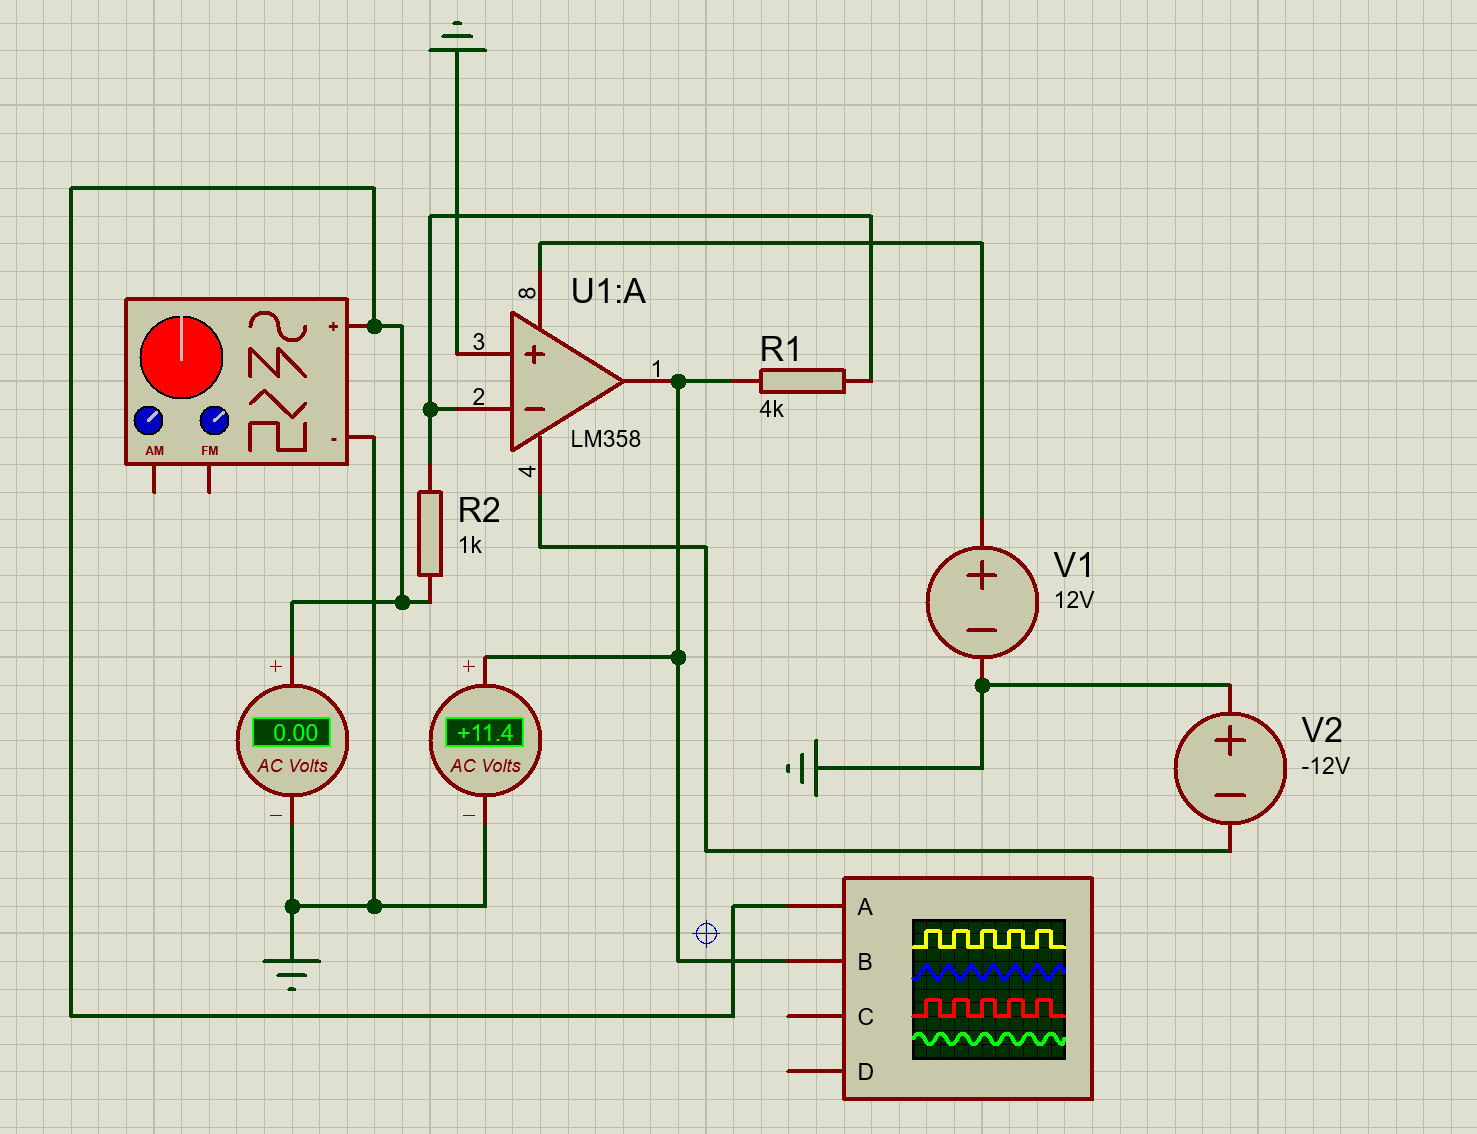 U1:A
8
3
2
1
4
LM358
R1
4k
+
-
AM
FM
R2
1k
V1
12V
+
+
0.00
AC Volts
+11.4
AC Volts
V2
-12V
A
B
C
D